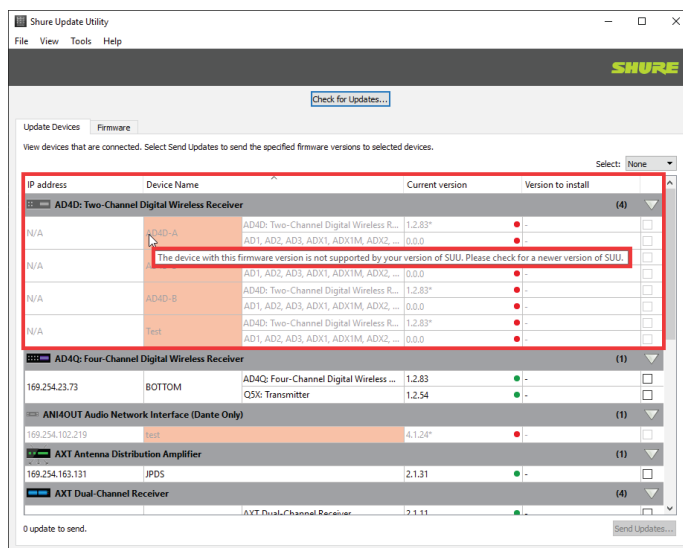 Shure Update Utility
File View Tools Help
SHURE
Check for Updates...
Update Devices Firmware
View devices that are connected. Select Send Updates to send the specified firmware versions to selected devices.
Select: None
IP address Device Name Current version Version to install
AD4D: Two-Channel Digital Wireless Receiver (4)
N/A AD4D-A AD4D: Two-Channel Digital Wireless R... 1.2.83* -
AD1, AD2, AD3, ADX1, ADX1M, ADX2, ... 0.0.0 -
The device with this firmware version is not supported by your version of SUU. Please check for a newer version of SUU.
N/A
AD1, AD2, AD3, ADX1, ADX1M, ADX2, ... 0.0.0 -
N/A AD4D-B AD4D: Two-Channel Digital Wireless R... 1.2.83* -
AD1, AD2, AD3, ADX1, ADX1M, ADX2, ... 0.0.0 -
N/A Test AD4D: Two-Channel Digital Wireless R... 1.2.83* -
AD1, AD2, AD3, ADX1, ADX1M, ADX2, ... 0.0.0 -
AD4Q: Four-Channel Digital Wireless Receiver (1)
169.254.23.73 BOTTOM AD4Q: Four-Channel Digital Wireless ... 1.2.83 -
Q5X: Transmitter 1.2.54 -
ANI4OUT Audio Network Interface (Dante Only) (1)
169.254.102.219 test 4.1.24* -
AXT Antenna Distribution Amplifier (1)
169.254.163.131 JPDS 2.1.31 -
AXT Dual-Channel Receiver (4)
AXT Dual-Channel Receiver 2.1.11 -
0 update to send. Send Updates...